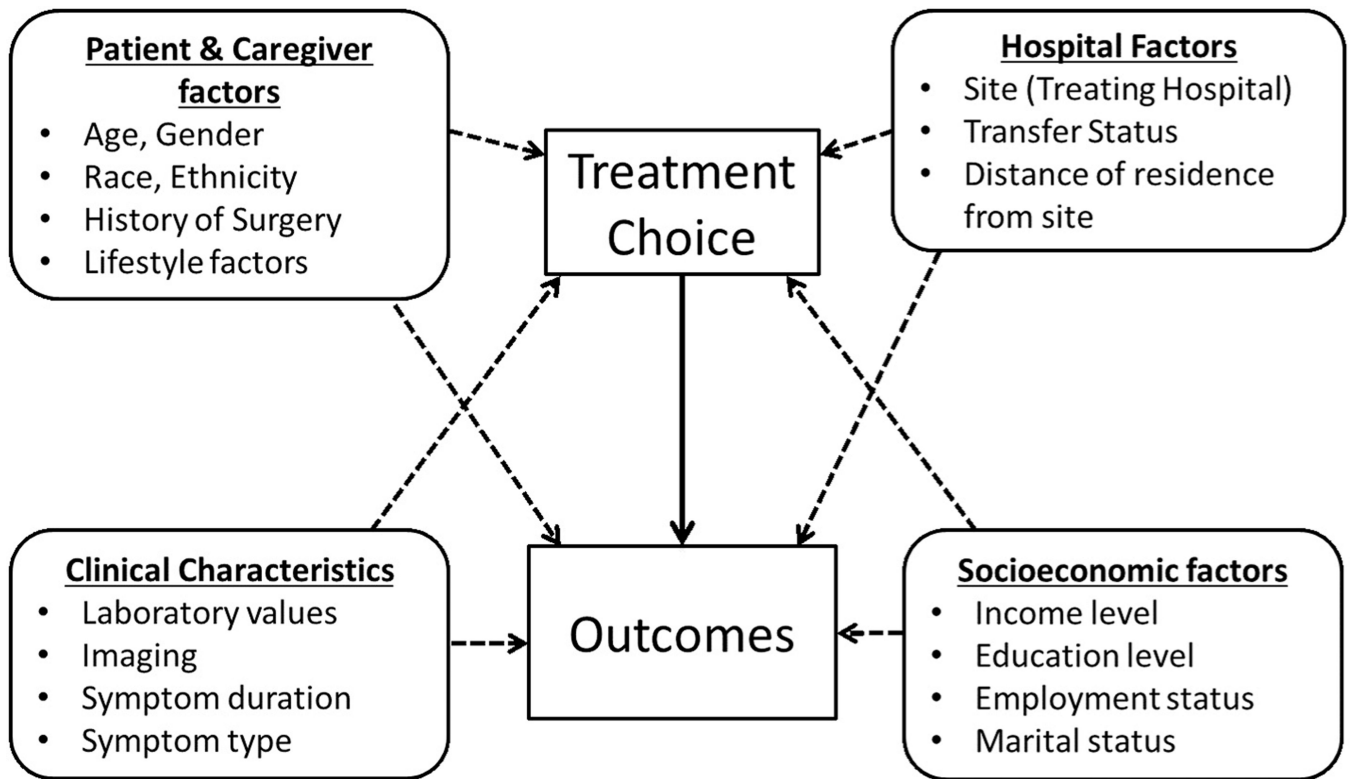 Patient & Caregiver
factors
• Age, Gender
• Race, Ethnicity
• History of Surgery
• Lifestyle factors
Hospital Factors
• Site (Treating Hospital)
• Transfer Status
• Distance of residence
from site
Treatment
Choice
Clinical Characteristics
• Laboratory values
• Imaging
• Symptom duration
• Symptom type
Outcomes
Socioeconomic factors
• Income level
• Education level
• Employment status
• Marital status